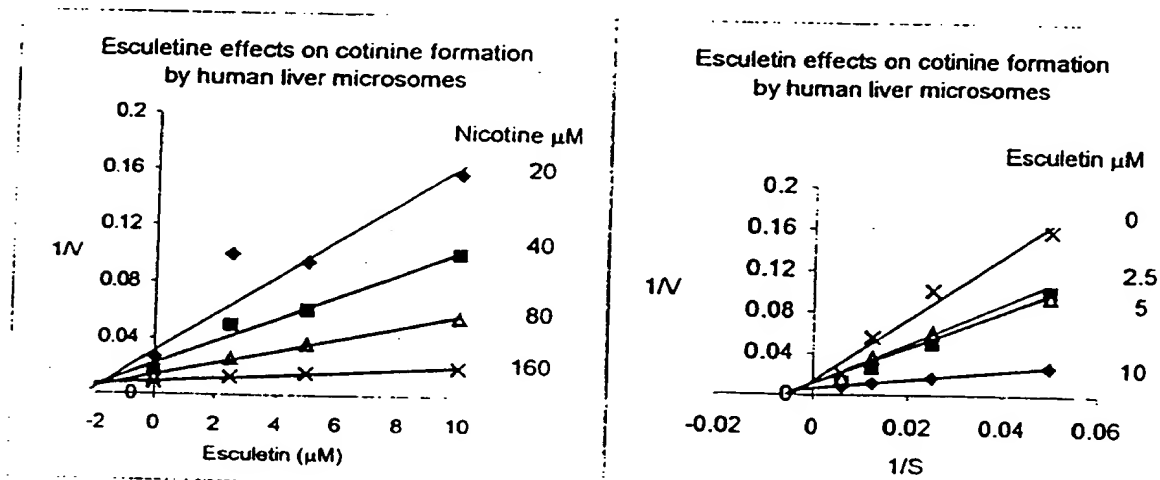 Esculetine effects on cotinine formation
by human liver microsomes
0.2
0.16
0.12
0.08
0.04
0
1/V
-2 0 2 4 6 8 10
Esculetin (μM)
Nicotine μM
20
40
80
160
Esculetin effects on cotinine formation
by human liver microsomes
0.2
0.16
0.12
0.08
0.04
0
1/V
-0.02 0 0.02 0.04 0.06
1/S
Esculetin μM
0
2.5
5
10